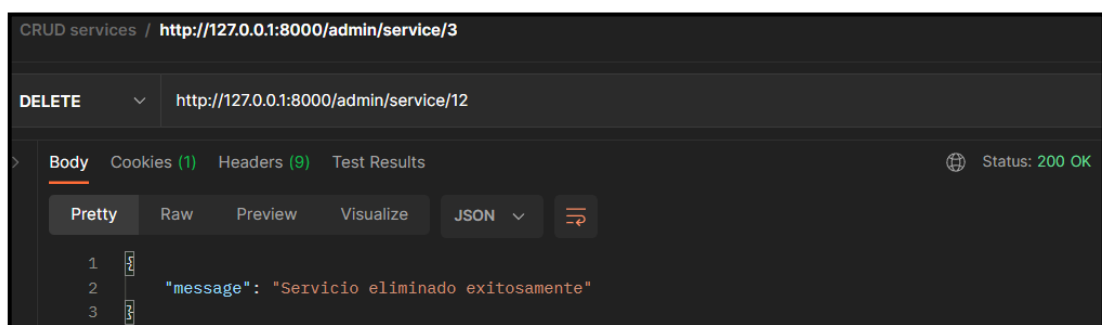 CRUD services / http://127.0.0.1:8000/admin/service/3
DELETE http://127.0.0.1:8000/admin/service/12
Body Cookies (1) Headers (9) Test Results Status: 200 OK
Pretty Raw Preview Visualize JSON
1 {
2 "message": "Servicio eliminado exitosamente"
3 }